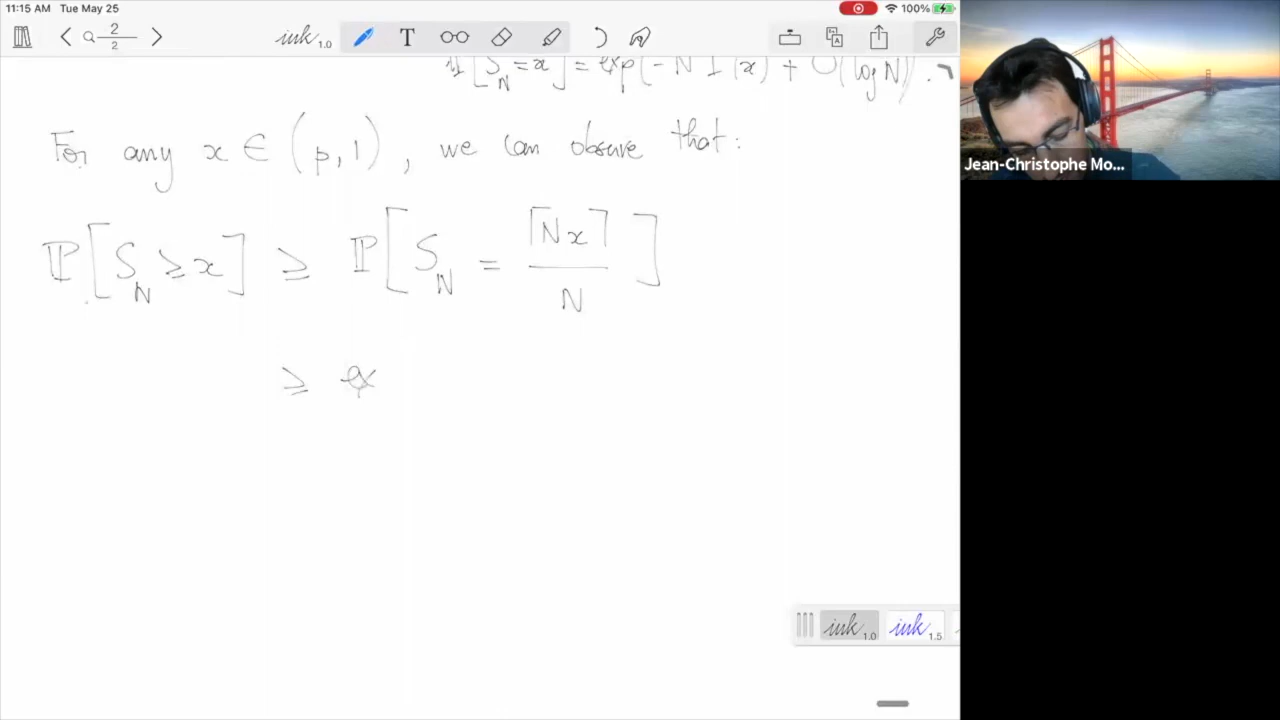 11:15 AM Tue May 25
100%
2
2
ink 1.0
T
P[S_N = x] = exp(-N I(x) + O(log N)).
For any x ∈ (p, 1), we can observe that:
P[S_N ≥ x] ≥ P[S_N = ⌈Nx⌉ / N]
≥ ex
ink 1.0
ink 1.5
Jean-Christophe Mo...